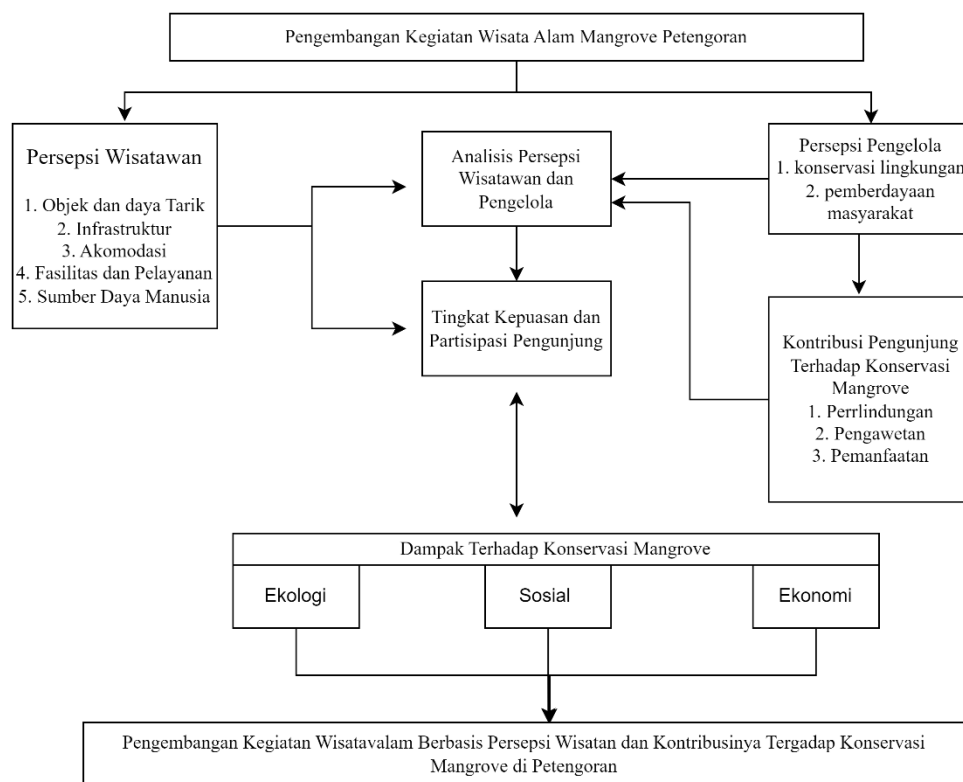 Pengembangan Kegiatan Wisata Alam Mangrove Petengoran
Persepsi Wisatawan
1. Objek dan daya Tarik
2. Infrastruktur
3. Akomodasi
4. Fasilitas dan Pelayanan
5. Sumber Daya Manusia
Analisis Persepsi
Wisatawan dan
Pengelola
Persepsi Pengelola
1. konservasi lingkungan
2. pemberdayaan
masyarakat
Tingkat Kepuasan dan
Partisipasi Pengunjung
Kontribusi Pengunjung
Terhadap Konservasi
Mangrove
1. Perrlindungan
2. Pengawetan
3. Pemanfaatan
Dampak Terhadap Konservasi Mangrove
Ekologi
Sosial
Ekonomi
Pengembangan Kegiatan Wisatavalam Berbasis Persepsi Wisatan dan Kontribusinya Tergadap Konservasi
Mangrove di Petengoran